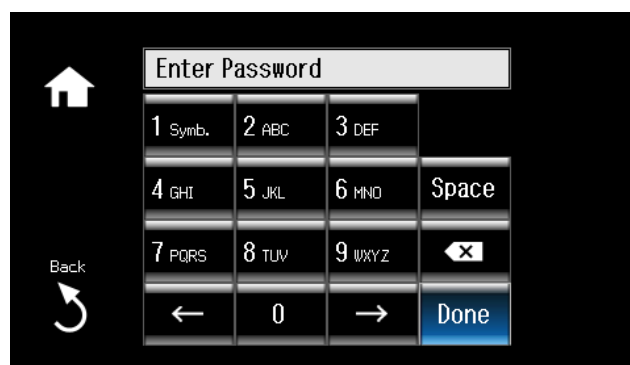 Enter Password
1 Symb. 2 ABC 3 DEF
4 GHI 5 JKL 6 MNO Space
7 PQRS 8 TUV 9 WXYZ
Back
← 0 → Done